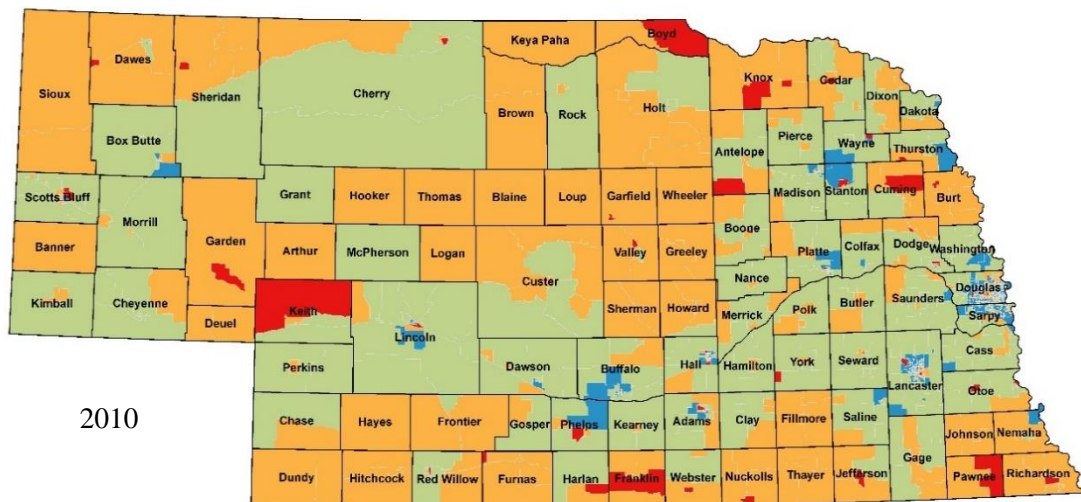 Boyd
Keya Paha
Dawes
Knox
Cedar
Sioux
Sheridan
Cherry
Dixon
Brown
Rock
Holt
Dakota
Box Butte
Pierce
Wayne
Thurston
Antelope
Scotts Bluff
Grant
Hooker
Thomas
Blaine
Loup
Garfield
Wheeler
Madison
Stanton
Cuming
Burt
Morrill
Banner
Garden
Arthur
McPherson
Logan
Valley
Greeley
Boone
Platte
Colfax
Dodge
Washington
Custer
Nance
Douglas
Kimball
Cheyenne
Deuel
Keith
Sherman
Howard
Merrick
Polk
Butler
Saunders
Sarpy
Lincoln
Perkins
Dawson
Buffalo
Hall
Hamilton
York
Seward
Lancaster
Cass
Otoe
2010
Chase
Hayes
Frontier
Gosper
Phelps
Kearney
Adams
Clay
Fillmore
Saline
Johnson
Nemaha
Gage
Dundy
Hitchcock
Red Willow
Furnas
Harlan
Franklin
Webster
Nuckolls
Thayer
Jefferson
Pawnee
Richardson